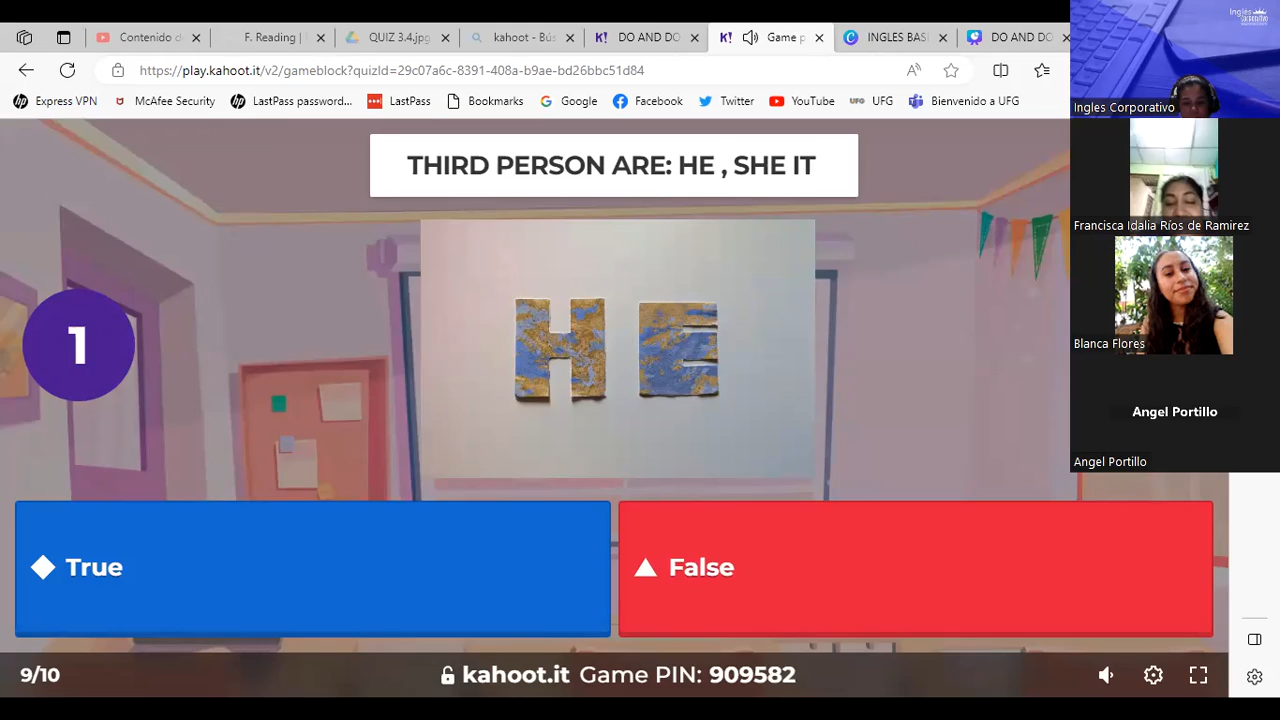 Contenido d
F. Reading |
QUIZ 3.4.jpg
kahoot - Bús
DO AND DO
Game p
INGLES BAS
DO AND DO
https://play.kahoot.it/v2/gameblock?quizId=29c07a6c-8391-408a-b9ae-bd26bbc51d84
Express VPN
McAfee Security
LastPass password...
LastPass
Bookmarks
Google
Facebook
Twitter
YouTube
UFG
Bienvenido a UFG
THIRD PERSON ARE: HE , SHE IT
HE
1
True
False
9/10
kahoot.it Game PIN: 909582
Ingles
CORPORATIVO
Ingles Corporativo
Francisca Idalia Ríos de Ramirez
Blanca Flores
Angel Portillo
Angel Portillo